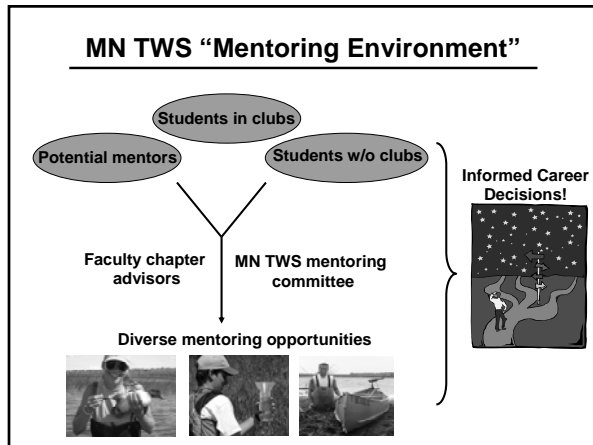 MN TWS “Mentoring Environment”
Students in clubs
Potential mentors
Students w/o clubs
Informed Career
Decisions!
Faculty chapter
advisors
MN TWS mentoring
committee
Diverse mentoring opportunities